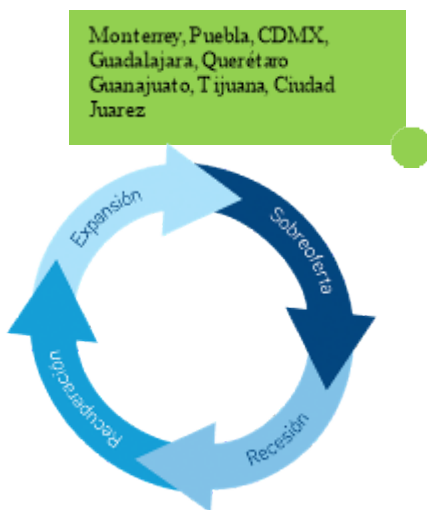 Monterrey, Puebla, CDMX,
Guadalajara, Querétaro
Guanajuato, Tijuana, Ciudad
Juarez
Expansión
Sobreoferta
Recesión
Recuperación